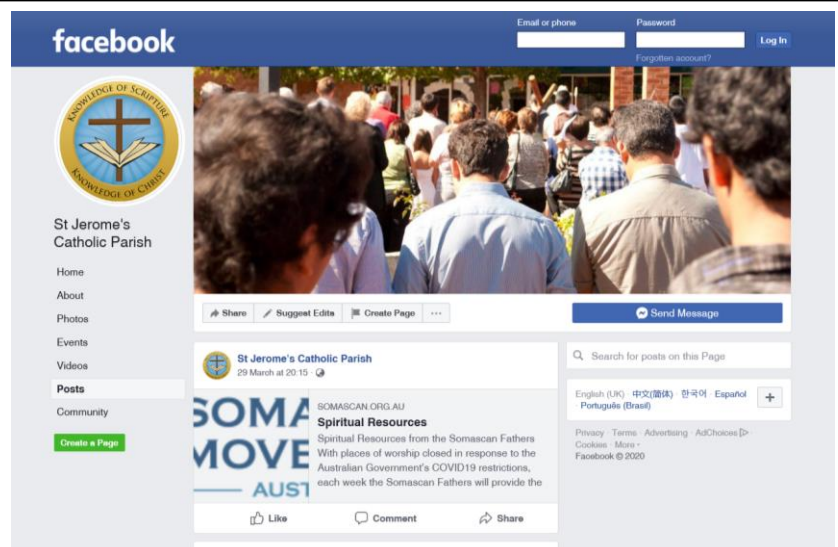 facebook
Email or phone
Password
Log In
Forgotten account?
KNOWLEDGE OF SCRIPTURE
KNOWLEDGE OF CHRIST
St Jerome's
Catholic Parish
Home
About
Photos
Events
Videos
Posts
Community
Create a Page
Share
Suggest Edits
Create Page
Send Message
St Jerome's Catholic Parish
29 March at 20:15 ·
SOMA
MOVE
AUST
SOMASCAN.ORG.AU
Spiritual Resources
Spiritual Resources from the Somascan Fathers
With places of worship closed in response to the
Australian Government's COVID19 restrictions,
each week the Somascan Fathers will provide the
Like
Comment
Share
Search for posts on this Page
English (UK) · 中文(简体) · 한국어 · Español
· Português (Brasil)
Privacy · Terms · Advertising · AdChoices ·
Cookies · More ·
Facebook © 2020